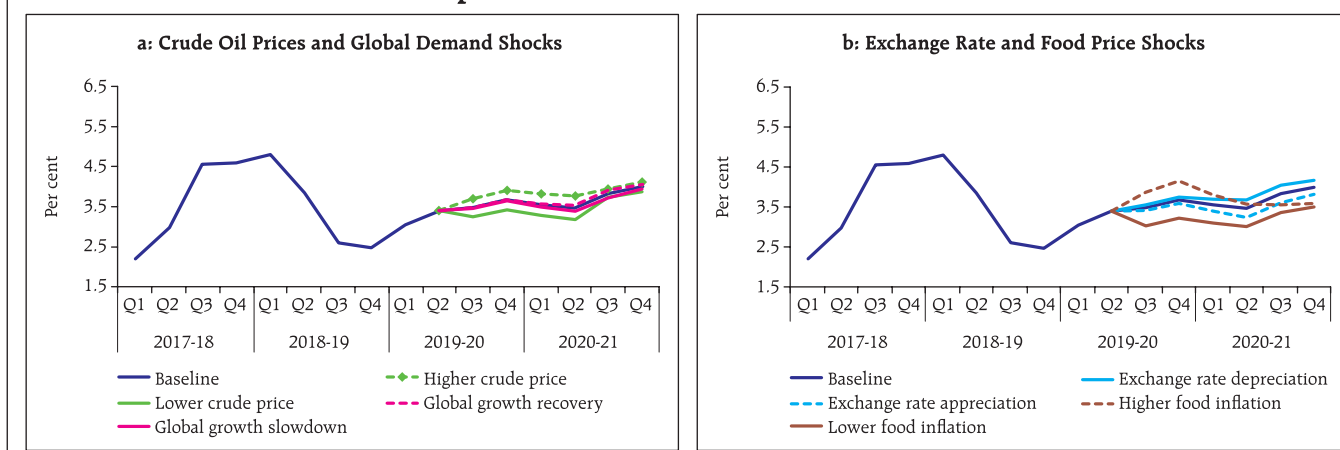 a: Crude Oil Prices and Global Demand Shocks
6.5
5.5
4.5
3.5
2.5
1.5
Per cent
Q1 Q2 Q3 Q4 Q1 Q2 Q3 Q4 Q1 Q2 Q3 Q4 Q1 Q2 Q3 Q4
2017-18 2018-19 2019-20 2020-21
Baseline Higher crude price
Lower crude price Global growth recovery
Global growth slowdown
b: Exchange Rate and Food Price Shocks
6.5
5.5
4.5
3.5
2.5
1.5
Per cent
Q1 Q2 Q3 Q4 Q1 Q2 Q3 Q4 Q1 Q2 Q3 Q4 Q1 Q2 Q3 Q4
2017-18 2018-19 2019-20 2020-21
Baseline Exchange rate depreciation
Exchange rate appreciation Higher food inflation
Lower food inflation